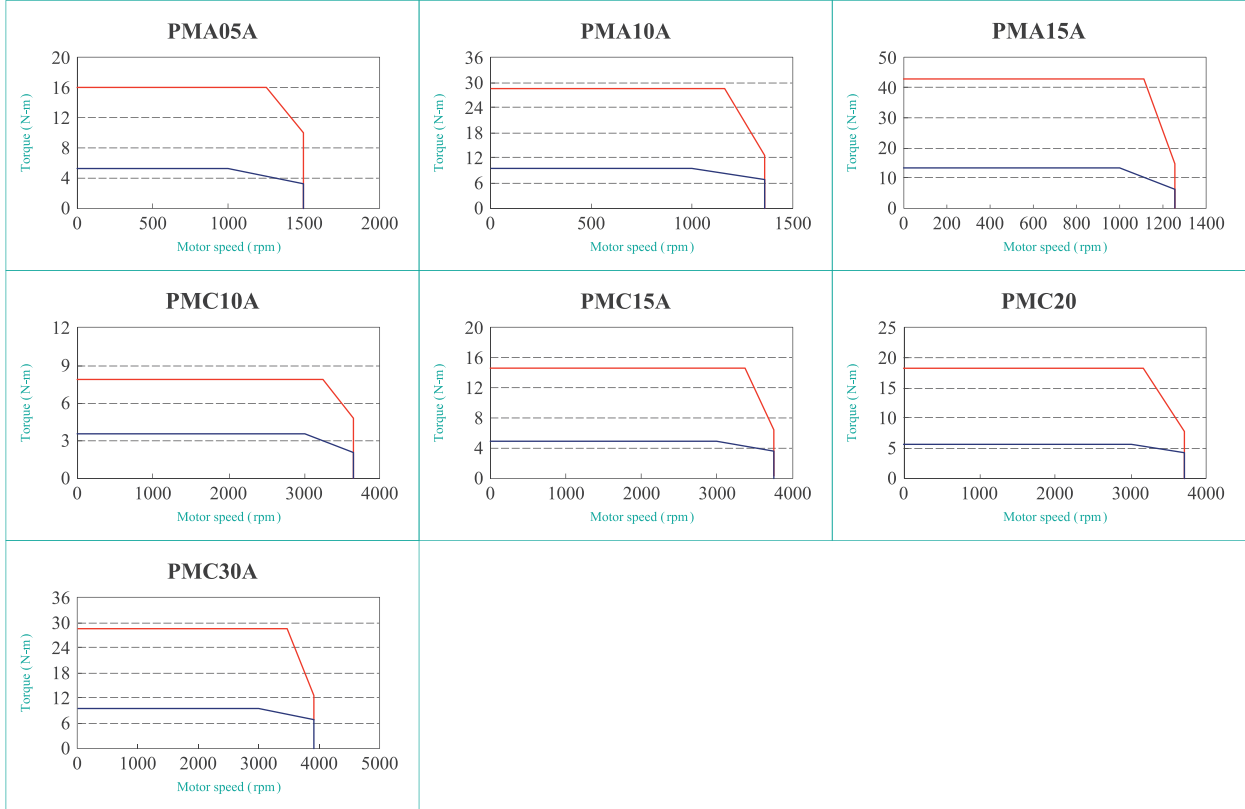 PMA05A
20
16
12
8
4
0
Torque ( N-m )
0 500 1000 1500 2000
Motor speed ( rpm )
PMA10A
36
30
24
18
12
6
0
Torque ( N-m )
0 500 1000 1500
Motor speed ( rpm )
PMA15A
50
40
30
20
10
0
Torque ( N-m )
0 200 400 600 800 1000 1200 1400
Motor speed ( rpm )
PMC10A
12
9
6
3
0
Torque ( N-m )
0 1000 2000 3000 4000
Motor speed ( rpm )
PMC15A
20
16
12
8
4
0
Torque ( N-m )
0 1000 2000 3000 4000
Motor speed ( rpm )
PMC20
25
20
15
10
5
0
Torque ( N-m )
0 1000 2000 3000 4000
Motor speed ( rpm )
PMC30A
36
30
24
18
12
6
0
Torque ( N-m )
0 1000 2000 3000 4000 5000
Motor speed ( rpm )